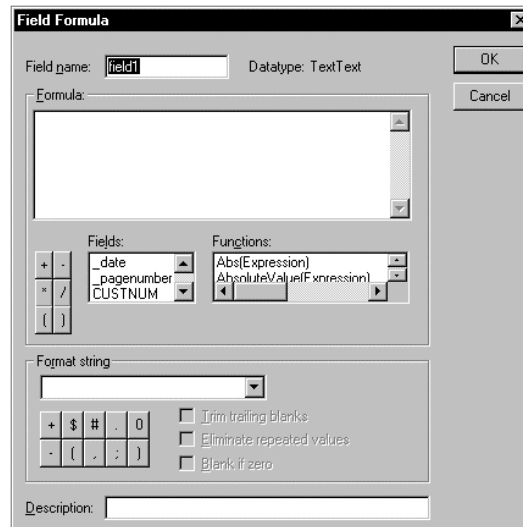 Field Formula
Field name: field1 Datatype: TextText OK
Cancel
Formula:
Fields: Functions:
+ - _date Abs(Expression)
* / _pagenumber AbsoluteValue(Expression)
( ) CUSTNUM
Format string
+ $ # . 0 Trim trailing blanks
- ( , ; ) Eliminate repeated values
Blank if zero
Description: